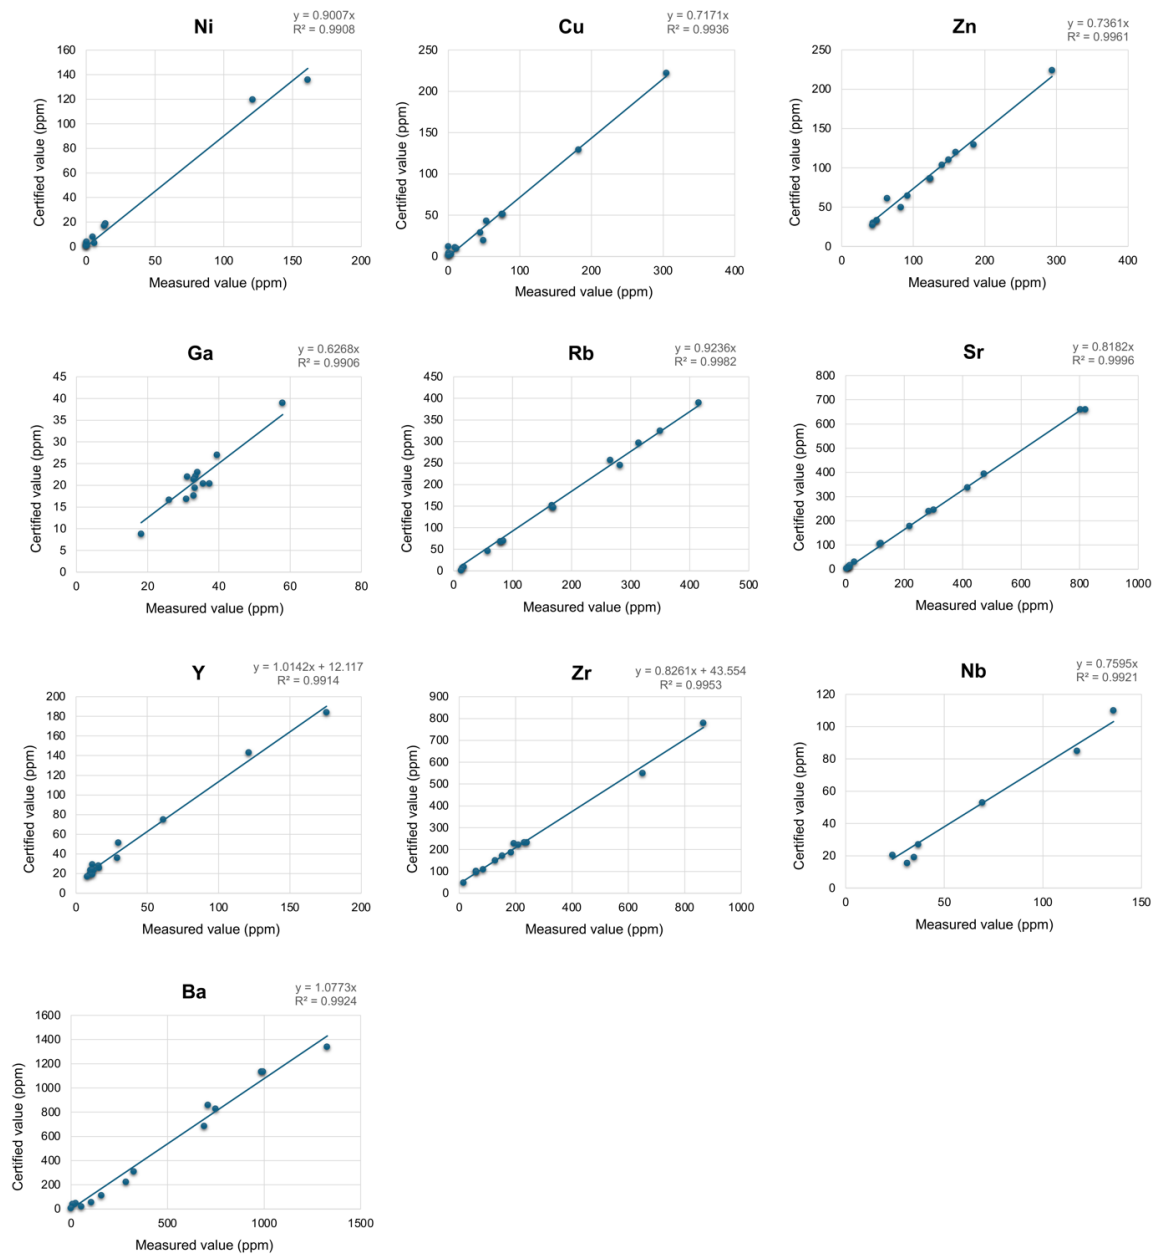 Ni
y = 0.9007x
R² = 0.9908
Certified value (ppm)
160
140
120
100
80
60
40
20
0
0 50 100 150 200
Measured value (ppm)
Cu
y = 0.7171x
R² = 0.9936
Certified value (ppm)
250
200
150
100
50
0
0 100 200 300 400
Measured value (ppm)
Zn
y = 0.7361x
R² = 0.9961
Certified value (ppm)
250
200
150
100
50
0
0 100 200 300 400
Measured value (ppm)
Ga
y = 0.6268x
R² = 0.9906
Certified value (ppm)
45
40
35
30
25
20
15
10
5
0
0 20 40 60 80
Measured value (ppm)
Rb
y = 0.9236x
R² = 0.9982
Certified value (ppm)
450
400
350
300
250
200
150
100
50
0
0 100 200 300 400 500
Measured value (ppm)
Sr
y = 0.8182x
R² = 0.9996
Certified value (ppm)
800
700
600
500
400
300
200
100
0
0 200 400 600 800 1000
Measured value (ppm)
Y
y = 1.0142x + 12.117
R² = 0.9914
Certified value (ppm)
200
180
160
140
120
100
80
60
40
20
0
0 50 100 150 200
Measured value (ppm)
Zr
y = 0.8261x + 43.554
R² = 0.9953
Certified value (ppm)
900
800
700
600
500
400
300
200
100
0
0 200 400 600 800 1000
Measured value (ppm)
Nb
y = 0.7595x
R² = 0.9921
Certified value (ppm)
120
100
80
60
40
20
0
0 50 100 150
Measured value (ppm)
Ba
y = 1.0773x
R² = 0.9924
Certified value (ppm)
1600
1400
1200
1000
800
600
400
200
0
0 500 1000 1500
Measured value (ppm)